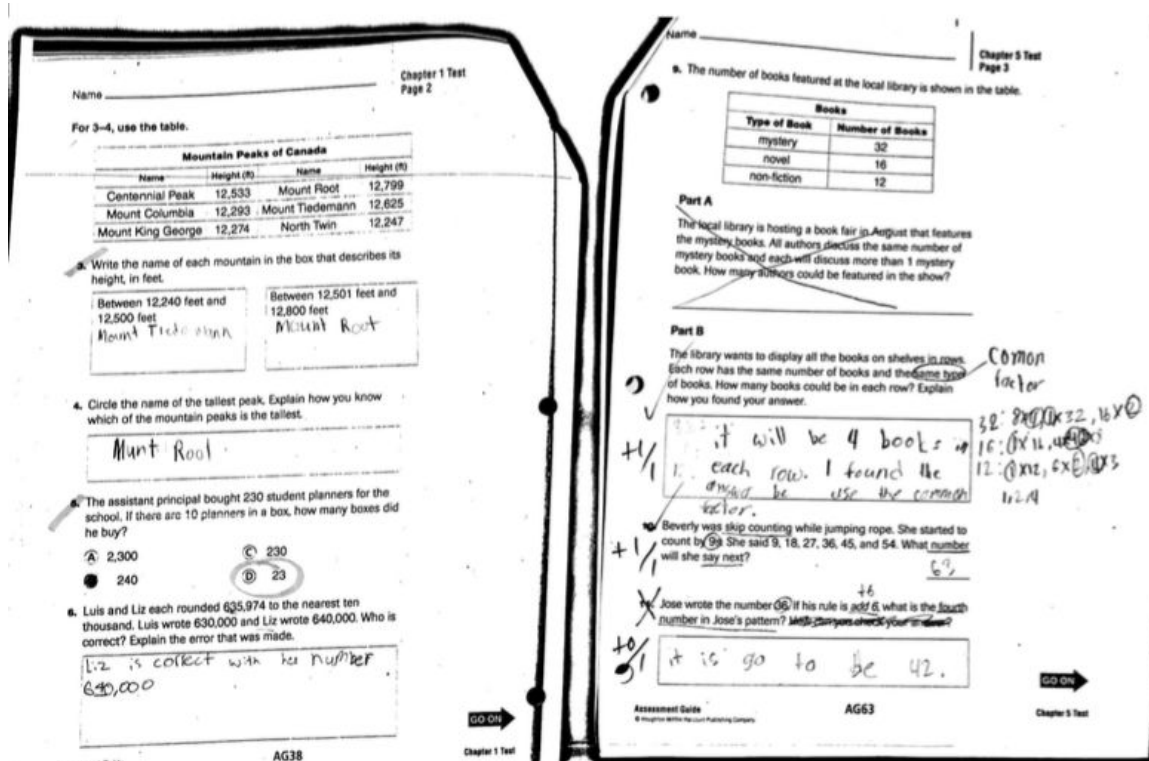 Name
Chapter 1 Test
Page 2
For 3–4, use the table.
Mountain Peaks of Canada
Name Height (ft) Name Height (ft)
Centennial Peak 12,533 Mount Root 12,799
Mount Columbia 12,293 Mount Tiedemann 12,625
Mount King George 12,274 North Twin 12,247
3. Write the name of each mountain in the box that describes its
height, in feet.
Between 12,240 feet and
12,500 feet
Mount
Between 12,501 feet and
12,800 feet
Mount Root
4. Circle the name of the tallest peak. Explain how you know
which of the mountain peaks is the tallest.
Munt Root
5. The assistant principal bought 230 student planners for the
school. If there are 10 planners in a box, how many boxes did
he buy?
A 2,300
C 230
240
D 23
6. Luis and Liz each rounded 635,974 to the nearest ten
thousand. Luis wrote 630,000 and Liz wrote 640,000. Who is
correct? Explain the error that was made.
Liz is correct with her number
640,000
GO ON
AG38
Chapter 1 Test
Name
Chapter 5 Test
Page 3
9. The number of books featured at the local library is shown in the table.
Books
Type of Book Number of Books
mystery 32
novel 16
non-fiction 12
Part A
The local library is hosting a book fair in August that features
the mystery books. All authors discuss the same number of
mystery books and each will discuss more than 1 mystery
book. How many authors could be featured in the show?
Part B
The library wants to display all the books on shelves in rows.
Each row has the same number of books and the same type
of books. How many books could be in each row? Explain
how you found your answer.
Comon
factor
+1/1
it will be 4 books
each row. I found the
be use the common
factor.
32: 8x4, 1x32, 16x2
16: 1x16,
12: 1x12, 6x2, 4x3
1,2,4
10. Beverly was skip counting while jumping rope. She started to
count by 9s. She said 9, 18, 27, 36, 45, and 54. What number
will she say next?
63
+1/1
+6
Jose wrote the number 36. If his rule is add 6, what is the fourth
number in Jose's pattern?
+0/1
it is go to be 42.
GO ON
Assessment Guide
© Houghton Mifflin Harcourt Publishing Company
AG63
Chapter 5 Test